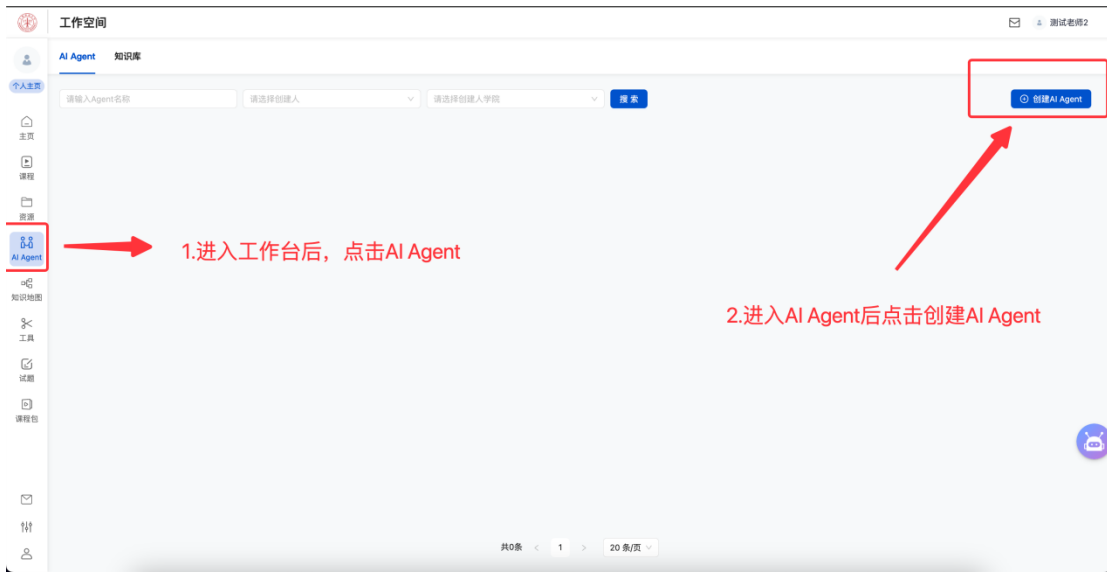 工作空间
测试老师2
AI Agent
知识库
个人主页
请输入Agent名称
请选择创建人
请选择创建人学院
搜 索
创建AI Agent
主页
课程
资源
AI Agent
1.进入工作台后，点击AI Agent
知识地图
2.进入AI Agent后点击创建AI Agent
工具
试题
课程包
共0条
1
20 条/页